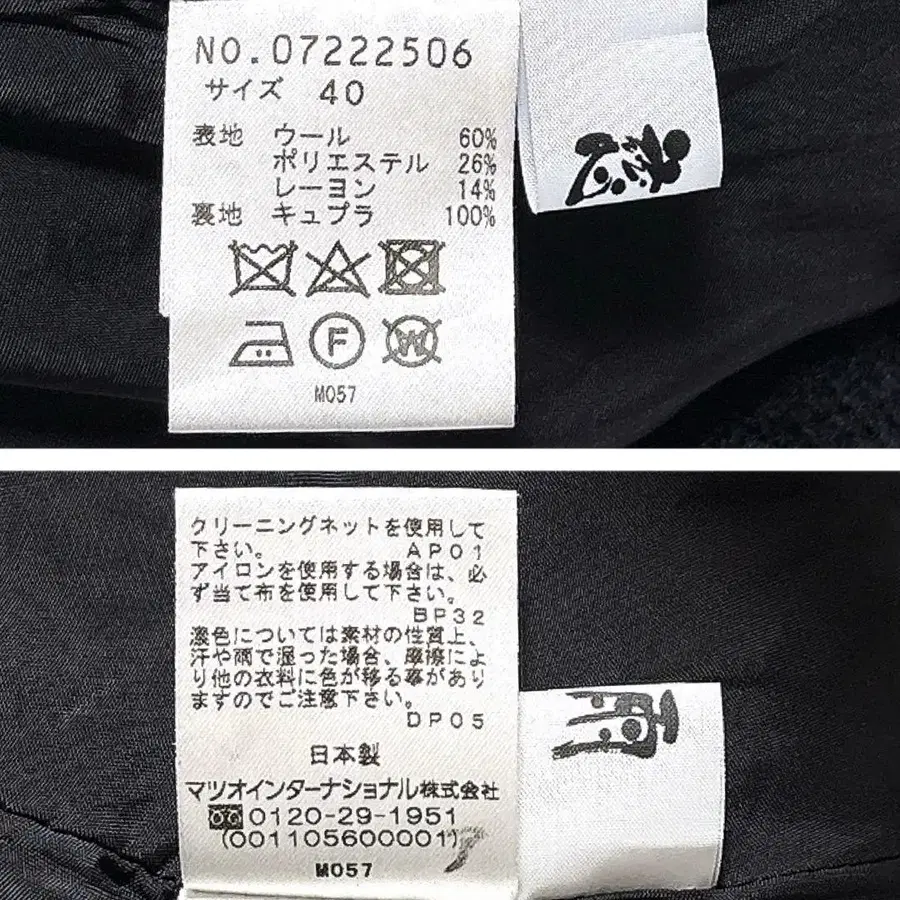 NO.07222506
サイズ 40
表地 ウール 60%
ポリエステル 26%
レーヨン 14%
裏地 キュプラ 100%
F
W
M057
クリーニングネットを使用して
下さい。 AP01
アイロンを使用する場合は、必
ず当て布を使用して下さい。
BP32
濃色については素材の性質上、
汗や雨で湿った場合、摩擦によ
り他の衣料に色が移る事があり
ますのでご注意下さい。
DP05
日本製
マツオインターナショナル株式会社
0120-29-1951
(001105600001)
M057